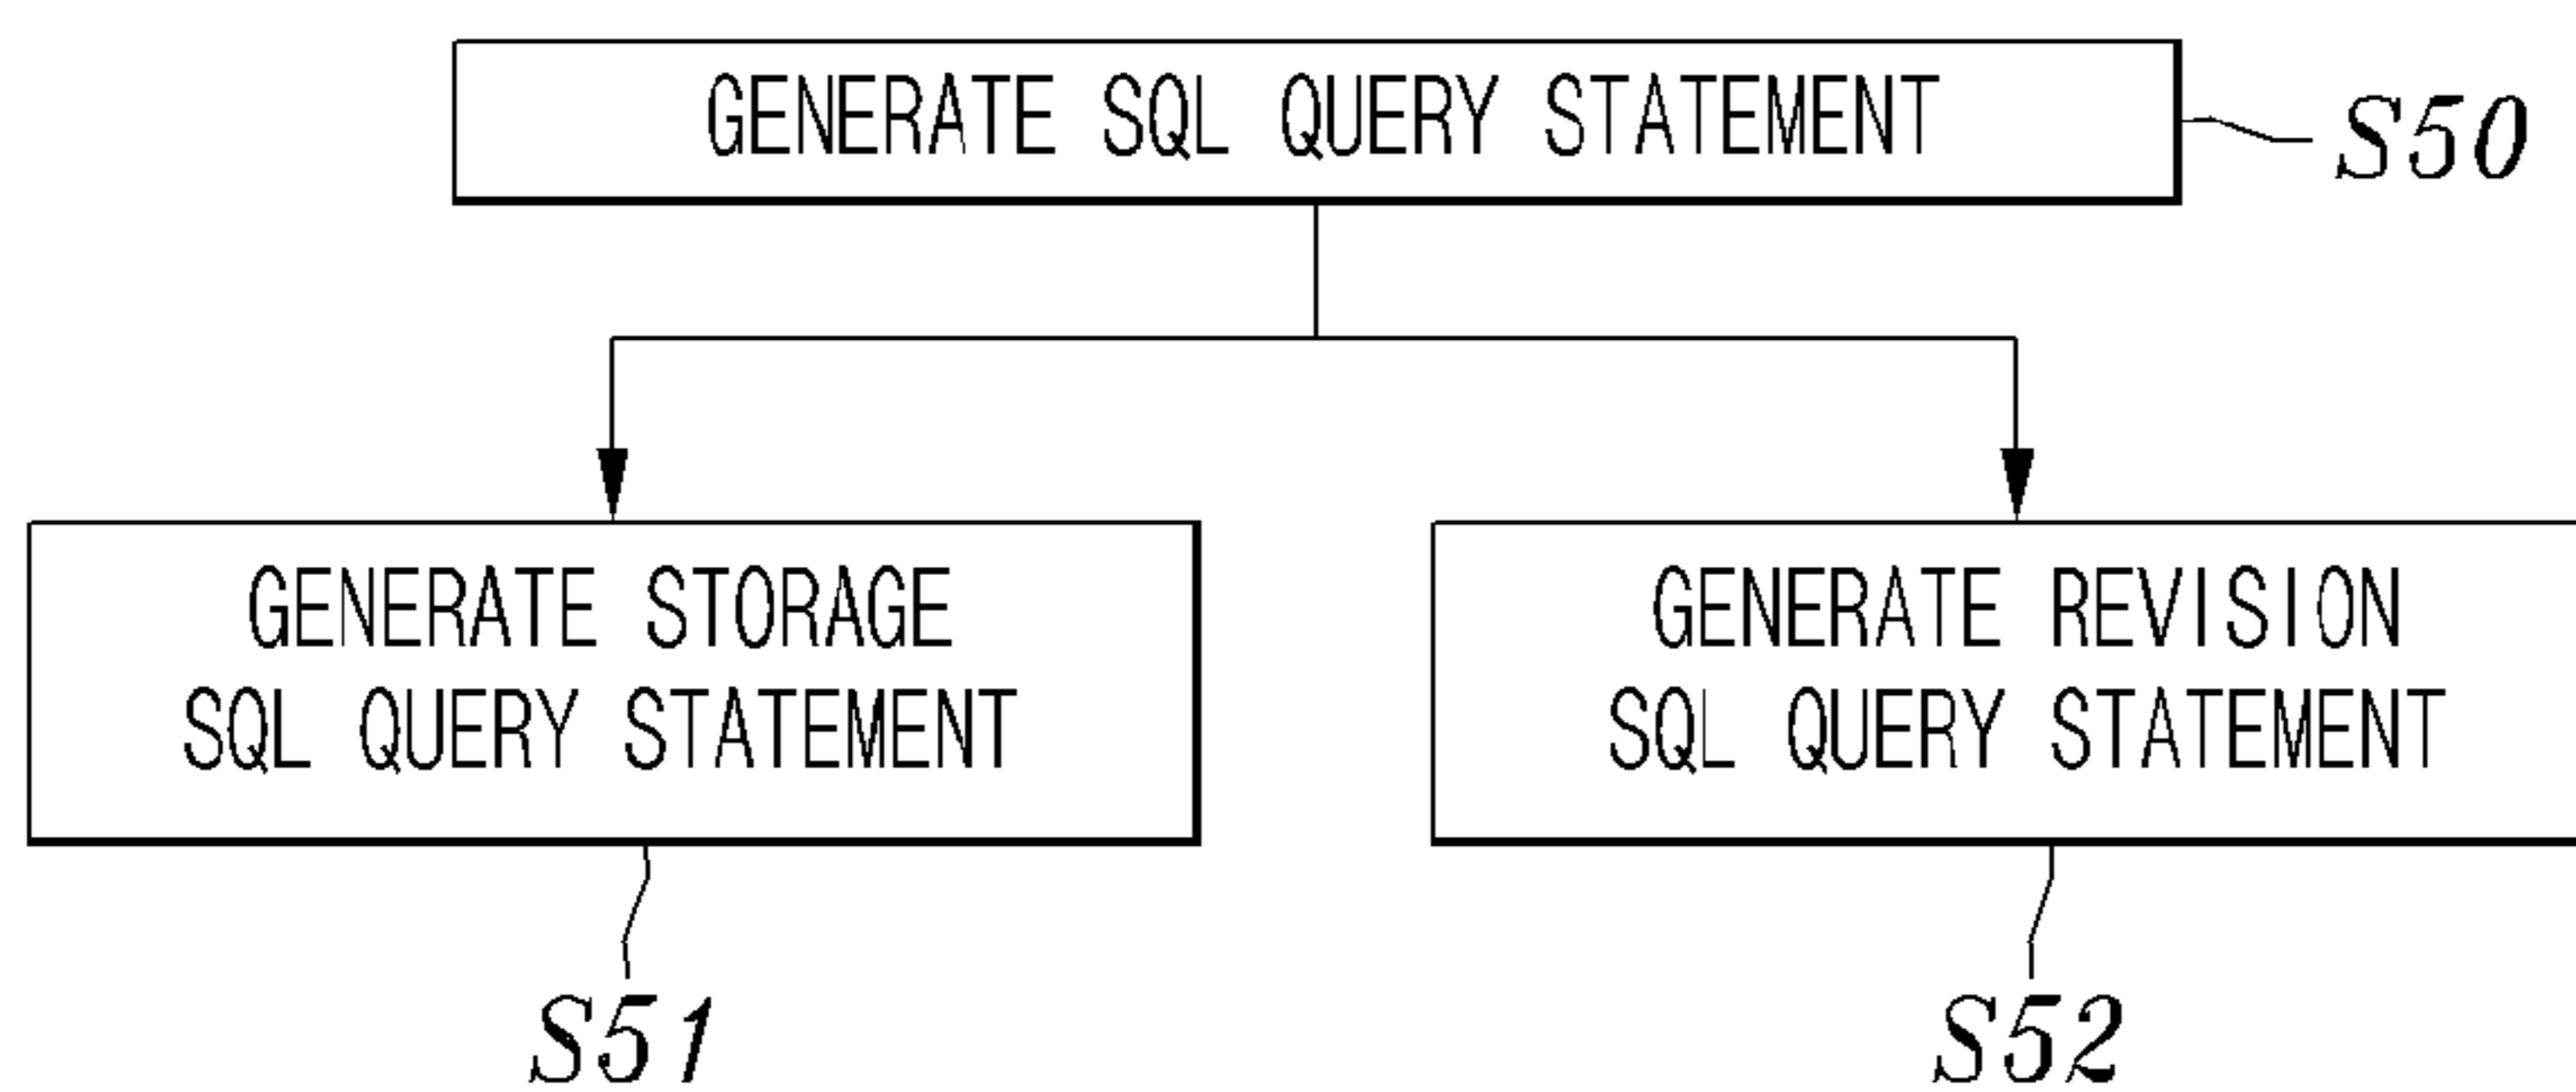 GENERATE SQL QUERY STATEMENT
S50
GENERATE STORAGE
SQL QUERY STATEMENT
GENERATE REVISION
SQL QUERY STATEMENT
S51
S52